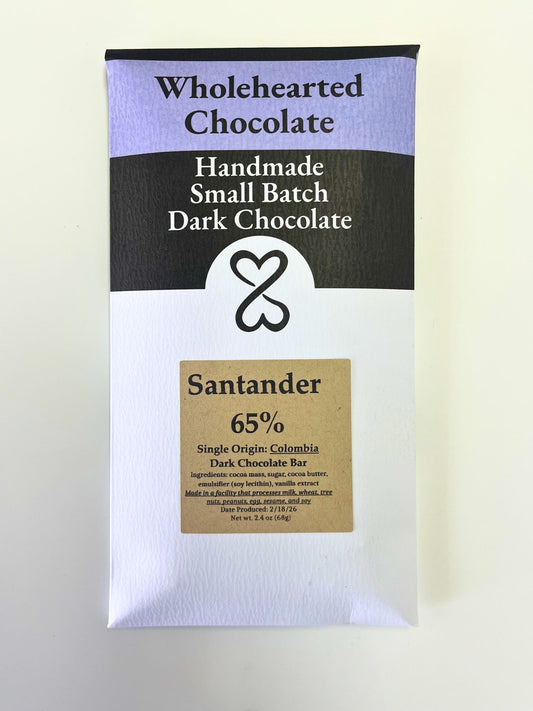 Wholehearted
Chocolate
Handmade
Small Batch
Dark Chocolate
Santander
65%
Single Origin: Colombia
Dark Chocolate Bar
Ingredients: cocoa mass, sugar, cocoa butter,
emulsifier (soy lecithin), vanilla extract
Made in a facility that processes milk, wheat, tree
nuts, peanuts, egg, sesame, and soy
Date Produced: 2/18/26
Net wt. 2.4 oz (68g)